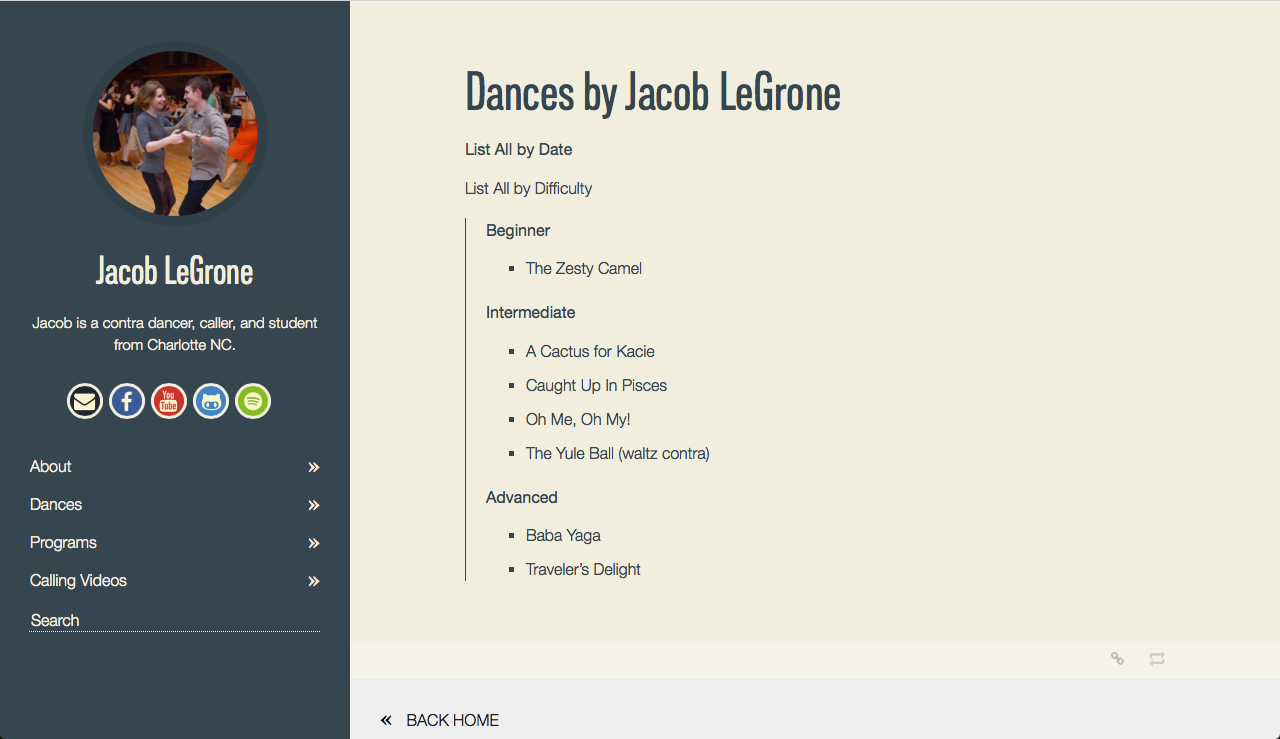 Jacob LeGrone
Jacob is a contra dancer, caller, and student
from Charlotte NC.
You
Tube
About
Dances
Programs
Calling Videos
Search
Dances by Jacob LeGrone
List All by Date
List All by Difficulty
Beginner
The Zesty Camel
Intermediate
A Cactus for Kacie
Caught Up In Pisces
Oh Me, Oh My!
The Yule Ball (waltz contra)
Advanced
Baba Yaga
Traveler’s Delight
BACK HOME